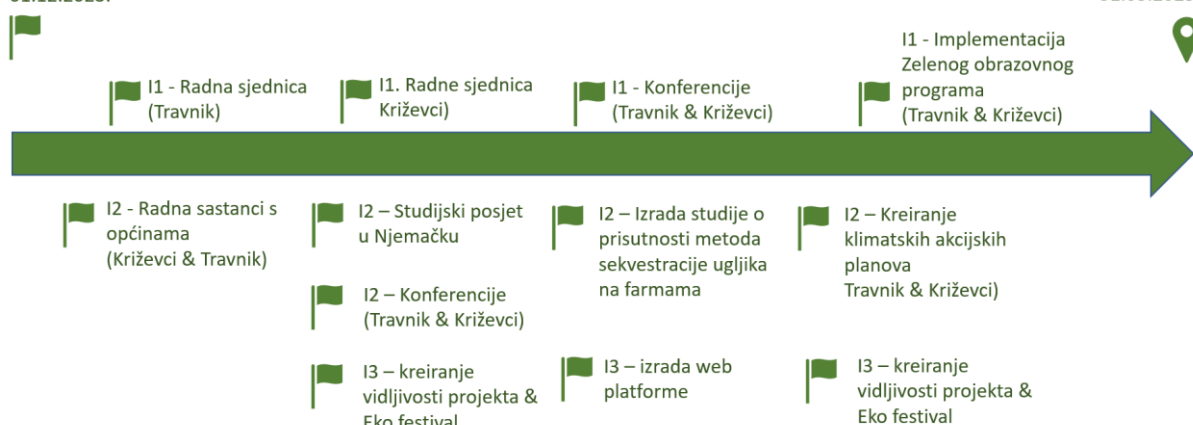 I1 - Radna sjednica
(Travnik)
I1. Radne sjednica
Križevci)
I1 - Konferencije
(Travnik & Križevci)
I1 - Implementacija
Zelenog obrazovnog
programa
(Travnik & Križevci)
I2 - Radna sastanci s
općinama
(Križevci & Travnik)
I2 – Studijski posjet
u Njemačku
I2 – Izrada studije o
prisutnosti metoda
sekvestracije ugljika
na farmama
I2 – Kreiranje
klimatskih akcijskih
planova
Travnik & Križevci)
I2 – Konferencije
(Travnik & Križevci)
I3 – kreiranje
vidljivosti projekta &
Eko festival
I3 – izrada web
platforme
I3 – kreiranje
vidljivosti projekta &
Eko festival